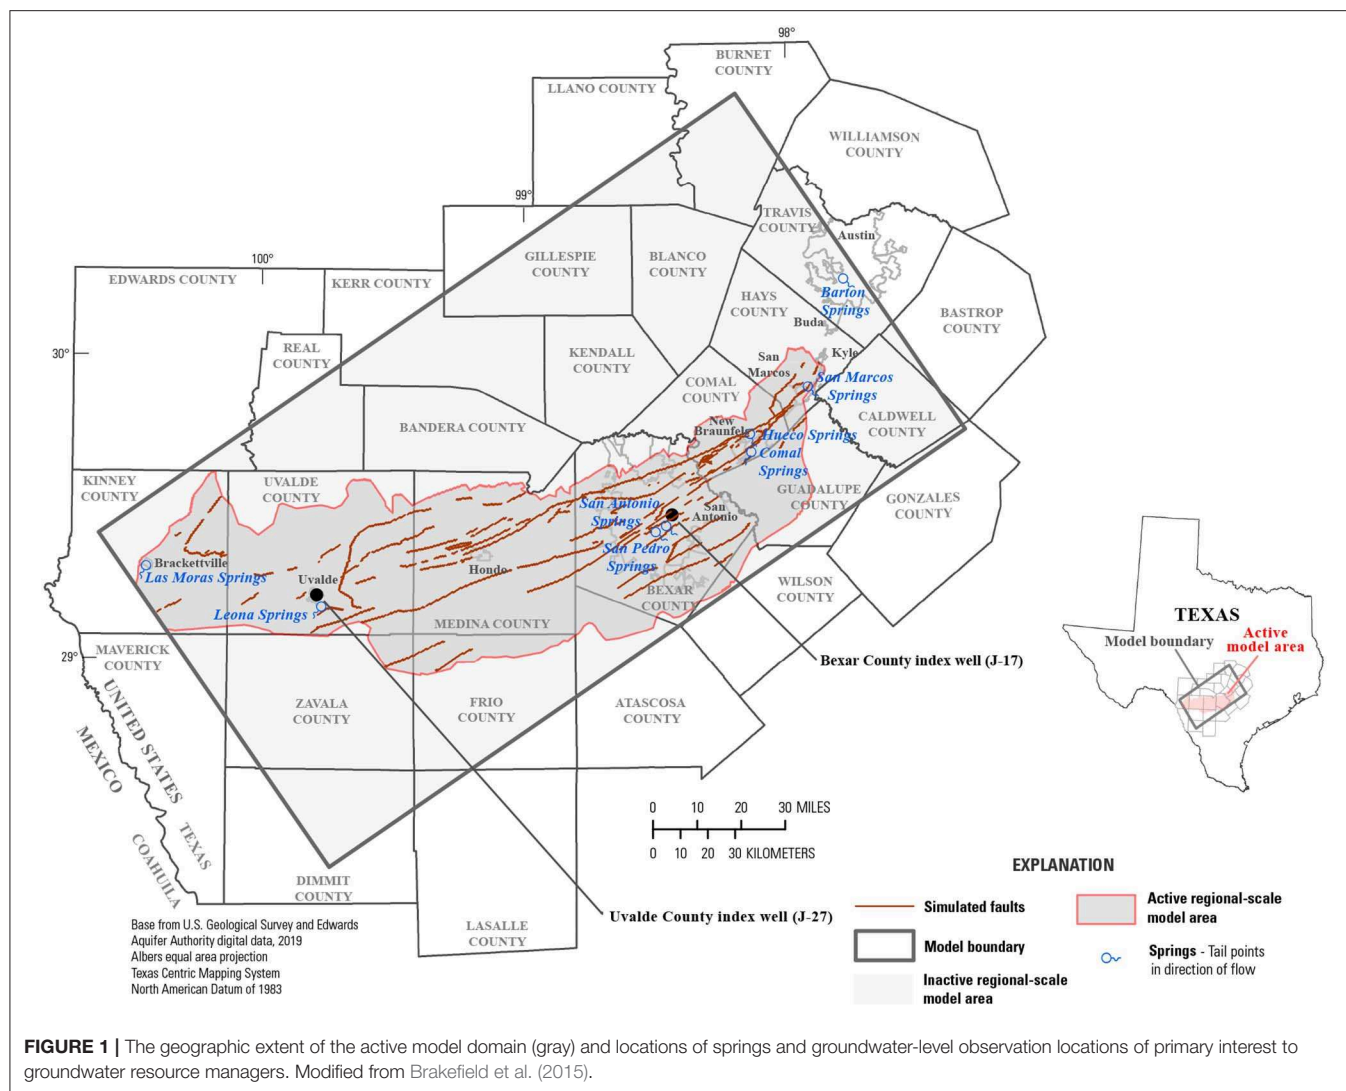 98°
BURNET
COUNTY
LLANO COUNTY
WILLIAMSON
COUNTY
99°
TRAVIS
COUNTY
Austin
GILLESPIE
COUNTY
BLANCO
COUNTY
100°
EDWARDS COUNTY
KERR COUNTY
Barton
Springs
HAYS
COUNTY
Buda
BASTROP
COUNTY
30°
REAL
COUNTY
KENDALL
COUNTY
San
Marcos
Kyle
San Marcos
Springs
COMAL
COUNTY
CALDWELL
COUNTY
BANDERA COUNTY
New
Braunfels
Hueco Springs
Comal
Springs
KINNEY
COUNTY
UVALDE
COUNTY
GUADALUPE
COUNTY
GONZALES
COUNTY
San Antonio
Springs
San
Antonio
San Pedro
Springs
Brackettville
Las Moras Springs
Hondo
Uvalde
Leona Springs
BEXAR
COUNTY
WILSON
COUNTY
MEDINA COUNTY
MAVERICK
COUNTY
29°
Bexar County index well (J-17)
ZAVALA
COUNTY
FRIO
COUNTY
ATASCOSA
COUNTY
UNITED STATES
MEXICO
TEXAS
COAHUILA
TEXAS
Model boundary
Active
model area
0 10 20 30 MILES
0 10 20 30 KILOMETERS
DIMMIT
COUNTY
LASALLE
COUNTY
Uvalde County index well (J-27)
Base from U.S. Geological Survey and Edwards
Aquifer Authority digital data, 2019
Albers equal area projection
Texas Centric Mapping System
North American Datum of 1983
EXPLANATION
Simulated faults
Model boundary
Inactive regional-scale
model area
Active regional-scale
model area
Springs - Tail points
in direction of flow
FIGURE 1 | The geographic extent of the active model domain (gray) and locations of springs and groundwater-level observation locations of primary interest to
groundwater resource managers. Modified from Brakefield et al. (2015).